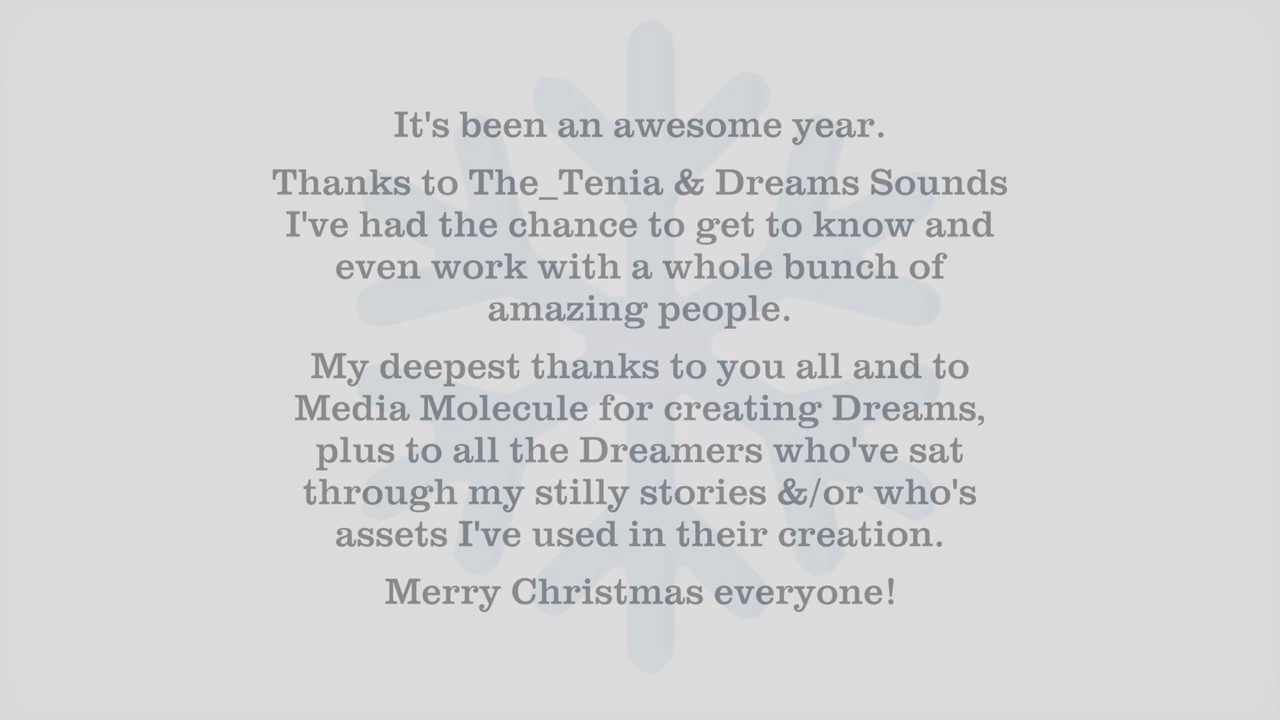 It's been an awesome year.
Thanks to The_Tenia & Dreams Sounds
I've had the chance to get to know and
even work with a whole bunch of
amazing people.
My deepest thanks to you all and to
Media Molecule for creating Dreams,
plus to all the Dreamers who've sat
through my stilly stories &/or who's
assets I've used in their creation.
Merry Christmas everyone!